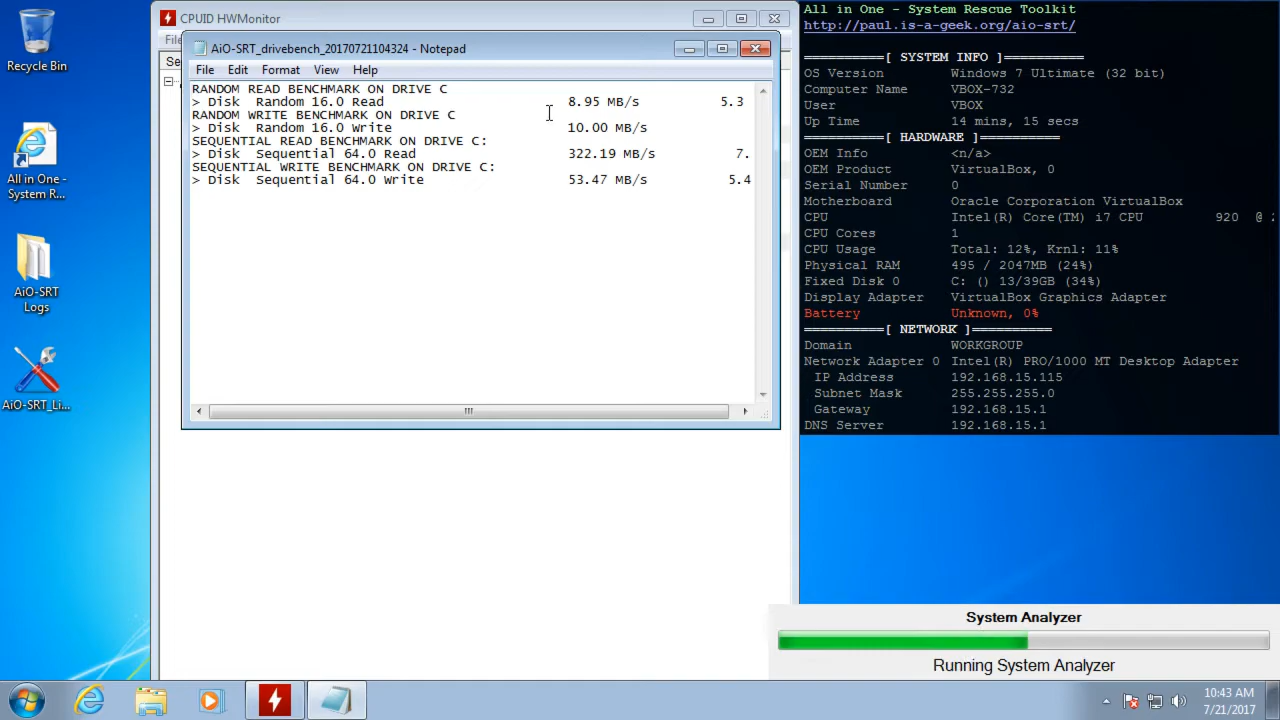 Recycle Bin
All in One -
System R...
AiO-SRT
Logs
AiO-SRT_Li...
CPUID HWMonitor
File
Se
AiO-SRT_drivebench_20170721104324 - Notepad
File Edit Format View Help
RANDOM READ BENCHMARK ON DRIVE C
> Disk Random 16.0 Read 8.95 MB/s 5.3
RANDOM WRITE BENCHMARK ON DRIVE C
> Disk Random 16.0 Write 10.00 MB/s
SEQUENTIAL READ BENCHMARK ON DRIVE C:
> Disk Sequential 64.0 Read 322.19 MB/s 7.
SEQUENTIAL WRITE BENCHMARK ON DRIVE C:
> Disk Sequential 64.0 Write 53.47 MB/s 5.4
All in One - System Rescue Toolkit
http://paul.is-a-geek.org/aio-srt/
==========[ SYSTEM INFO ]==========
OS Version Windows 7 Ultimate (32 bit)
Computer Name VBOX-732
User VBOX
Up Time 14 mins, 15 secs
==========[ HARDWARE ]==========
OEM Info <n/a>
OEM Product VirtualBox, 0
Serial Number 0
Motherboard Oracle Corporation VirtualBox
CPU Intel(R) Core(TM) i7 CPU 920 @ 2
CPU Cores 1
CPU Usage Total: 12%, Krnl: 11%
Physical RAM 495 / 2047MB (24%)
Fixed Disk 0 C: () 13/39GB (34%)
Display Adapter VirtualBox Graphics Adapter
Battery Unknown, 0%
==========[ NETWORK ]==========
Domain WORKGROUP
Network Adapter 0 Intel(R) PRO/1000 MT Desktop Adapter
IP Address 192.168.15.115
Subnet Mask 255.255.255.0
Gateway 192.168.15.1
DNS Server 192.168.15.1
System Analyzer
Running System Analyzer
10:43 AM
7/21/2017